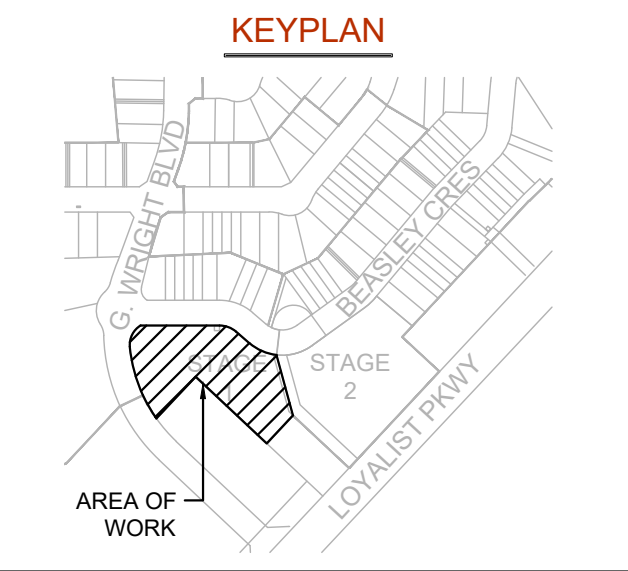 KEYPLAN
G. WRIGHT BLVD
BEASLEY CRES
STAGE
1
STAGE
2
LOYALIST PKWY
AREA OF
WORK